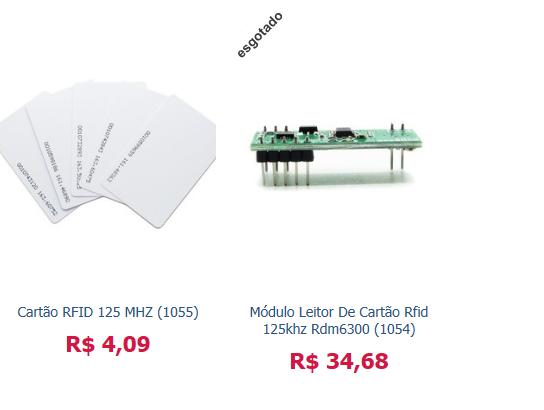 esgotado
Cartão RFID 125 MHZ (1055)
R$ 4,09
Módulo Leitor De Cartão Rfid
125khz Rdm6300 (1054)
R$ 34,68